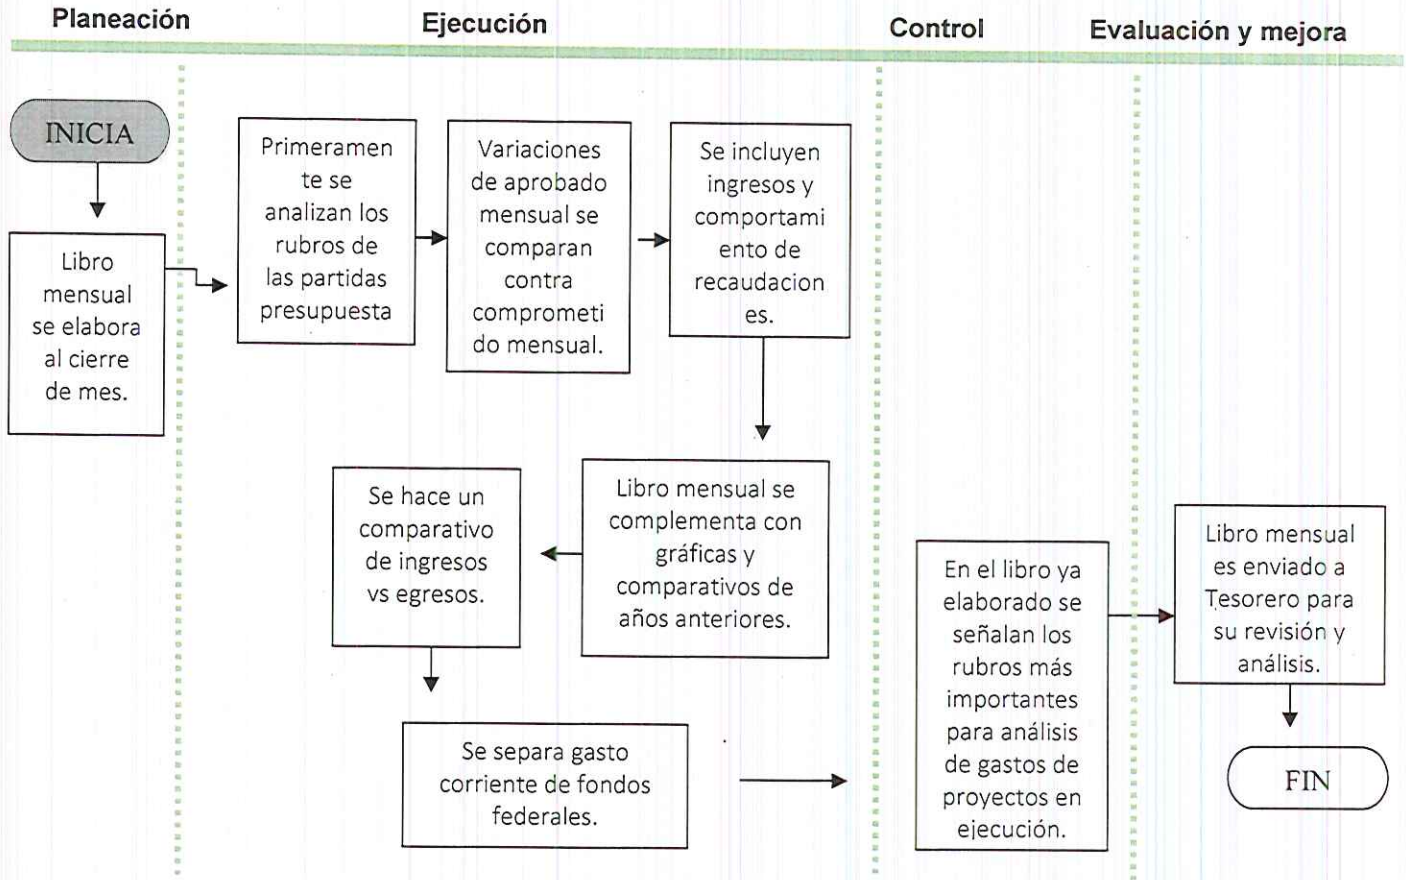 Planeación
Ejecución
Control
Evaluación y mejora
INICIA
Libro
mensual
se elabora
al cierre
de mes.
Primeramen
te se
analizan los
rubros de
las partidas
presupuesta
Variaciones
de aprobado
mensual se
comparan
contra
comprometi
do mensual.
Se incluyen
ingresos y
comportami
ento de
recaudacion
es.
Libro mensual se
complementa con
gráficas y
comparativos de
años anteriores.
Se hace un
comparativo
de ingresos
vs egresos.
Se separa gasto
corriente de fondos
federales.
En el libro ya
elaborado se
señalan los
rubros más
importantes
para análisis
de gastos de
proyectos en
ejecución.
Libro mensual
es enviado a
Tesorero para
su revisión y
análisis.
FIN